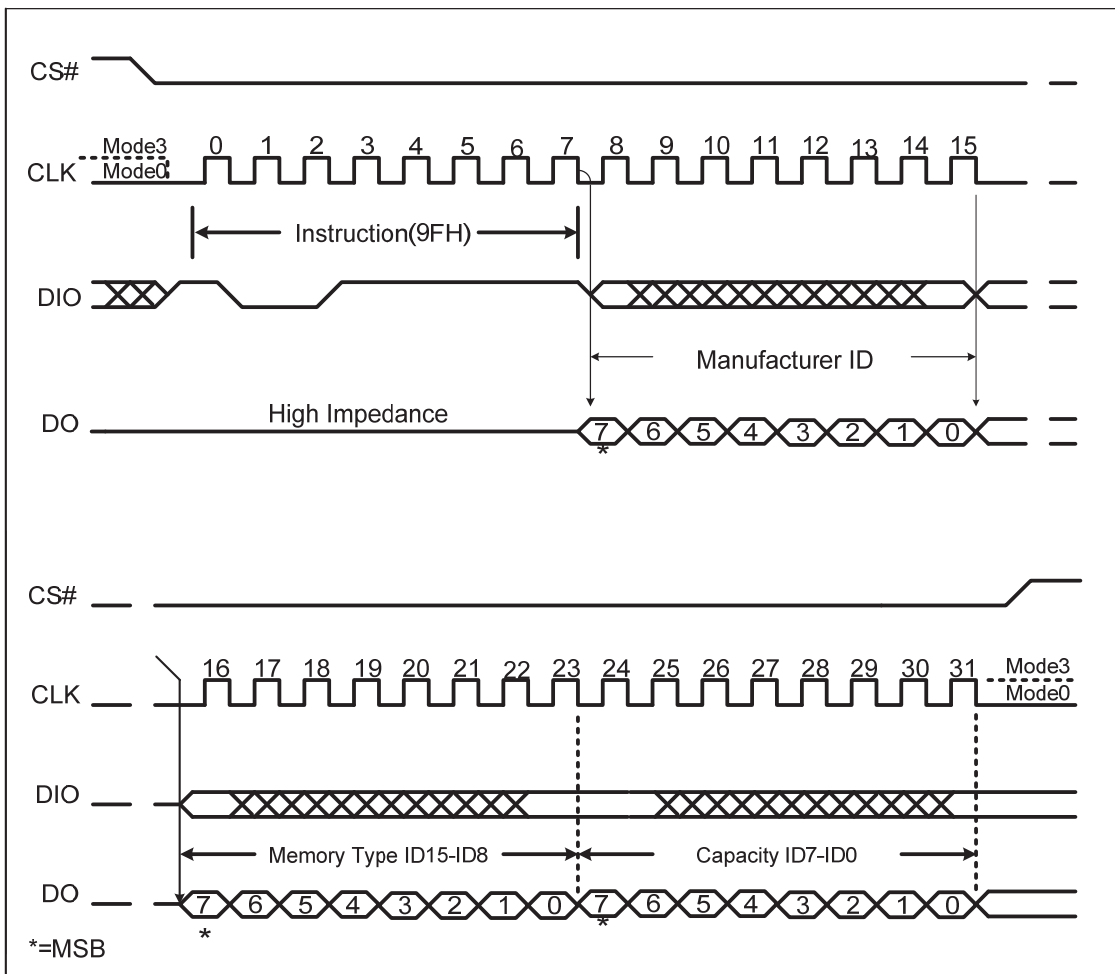 CS#
Mode3
Mode0
CLK
0 1 2 3 4 5 6 7 8 9 10 11 12 13 14 15
Instruction(9FH)
DIO
Manufacturer ID
DO
High Impedance
7 6 5 4 3 2 1 0
*
CS#
CLK
16 17 18 19 20 21 22 23 24 25 26 27 28 29 30 31
Mode3
Mode0
DIO
Memory Type ID15-ID8
Capacity ID7-ID0
DO
7 6 5 4 3 2 1 0 7 6 5 4 3 2 1 0
* *
*=MSB